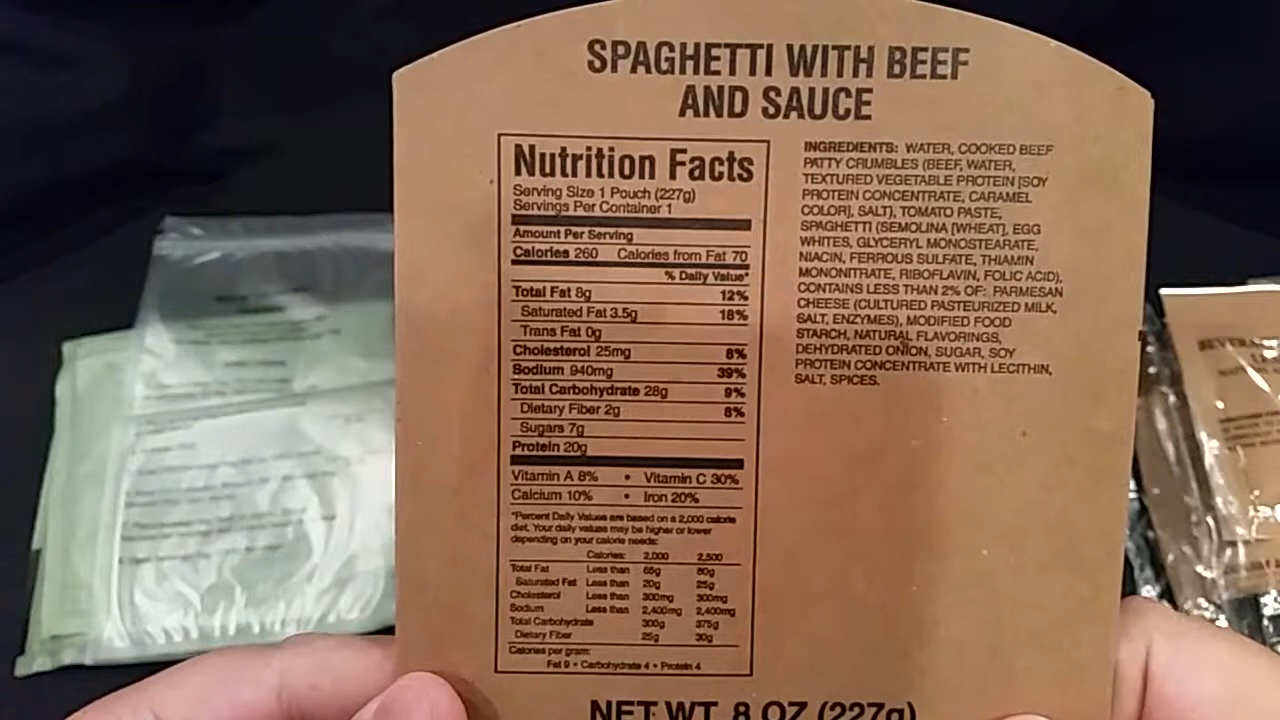 SPAGHETTI WITH BEEF
AND SAUCE
Nutrition Facts
Serving Size 1 Pouch (227g)
Servings Per Container 1
Amount Per Serving
Calories 260 Calories from Fat 70
% Daily Value*
Total Fat 8g 12%
Saturated Fat 3.5g 18%
Trans Fat 0g
Cholesterol 25mg 8%
Sodium 940mg 39%
Total Carbohydrate 28g 9%
Dietary Fiber 2g 8%
Sugars 7g
Protein 20g
Vitamin A 8% • Vitamin C 30%
Calcium 10% • Iron 20%
*Percent Daily Values are based on a 2,000 calorie
diet. Your daily values may be higher or lower
depending on your calorie needs:
Calories: 2,000 2,500
Total Fat Less than 65g 80g
Saturated Fat Less than 20g 25g
Cholesterol Less than 300mg 300mg
Sodium Less than 2,400mg 2,400mg
Total Carbohydrate 300g 375g
Dietary Fiber 25g 30g
Calories per gram:
Fat 9 • Carbohydrate 4 • Protein 4
INGREDIENTS: WATER, COOKED BEEF
PATTY CRUMBLES (BEEF, WATER,
TEXTURED VEGETABLE PROTEIN [SOY
PROTEIN CONCENTRATE, CARAMEL
COLOR], SALT), TOMATO PASTE,
SPAGHETTI (SEMOLINA [WHEAT], EGG
WHITES, GLYCERYL MONOSTEARATE,
NIACIN, FERROUS SULFATE, THIAMIN
MONONITRATE, RIBOFLAVIN, FOLIC ACID),
CONTAINS LESS THAN 2% OF: PARMESAN
CHEESE (CULTURED PASTEURIZED MILK,
SALT, ENZYMES), MODIFIED FOOD
STARCH, NATURAL FLAVORINGS,
DEHYDRATED ONION, SUGAR, SOY
PROTEIN CONCENTRATE WITH LECITHIN,
SALT, SPICES.
NET WT. 8 OZ (227g)